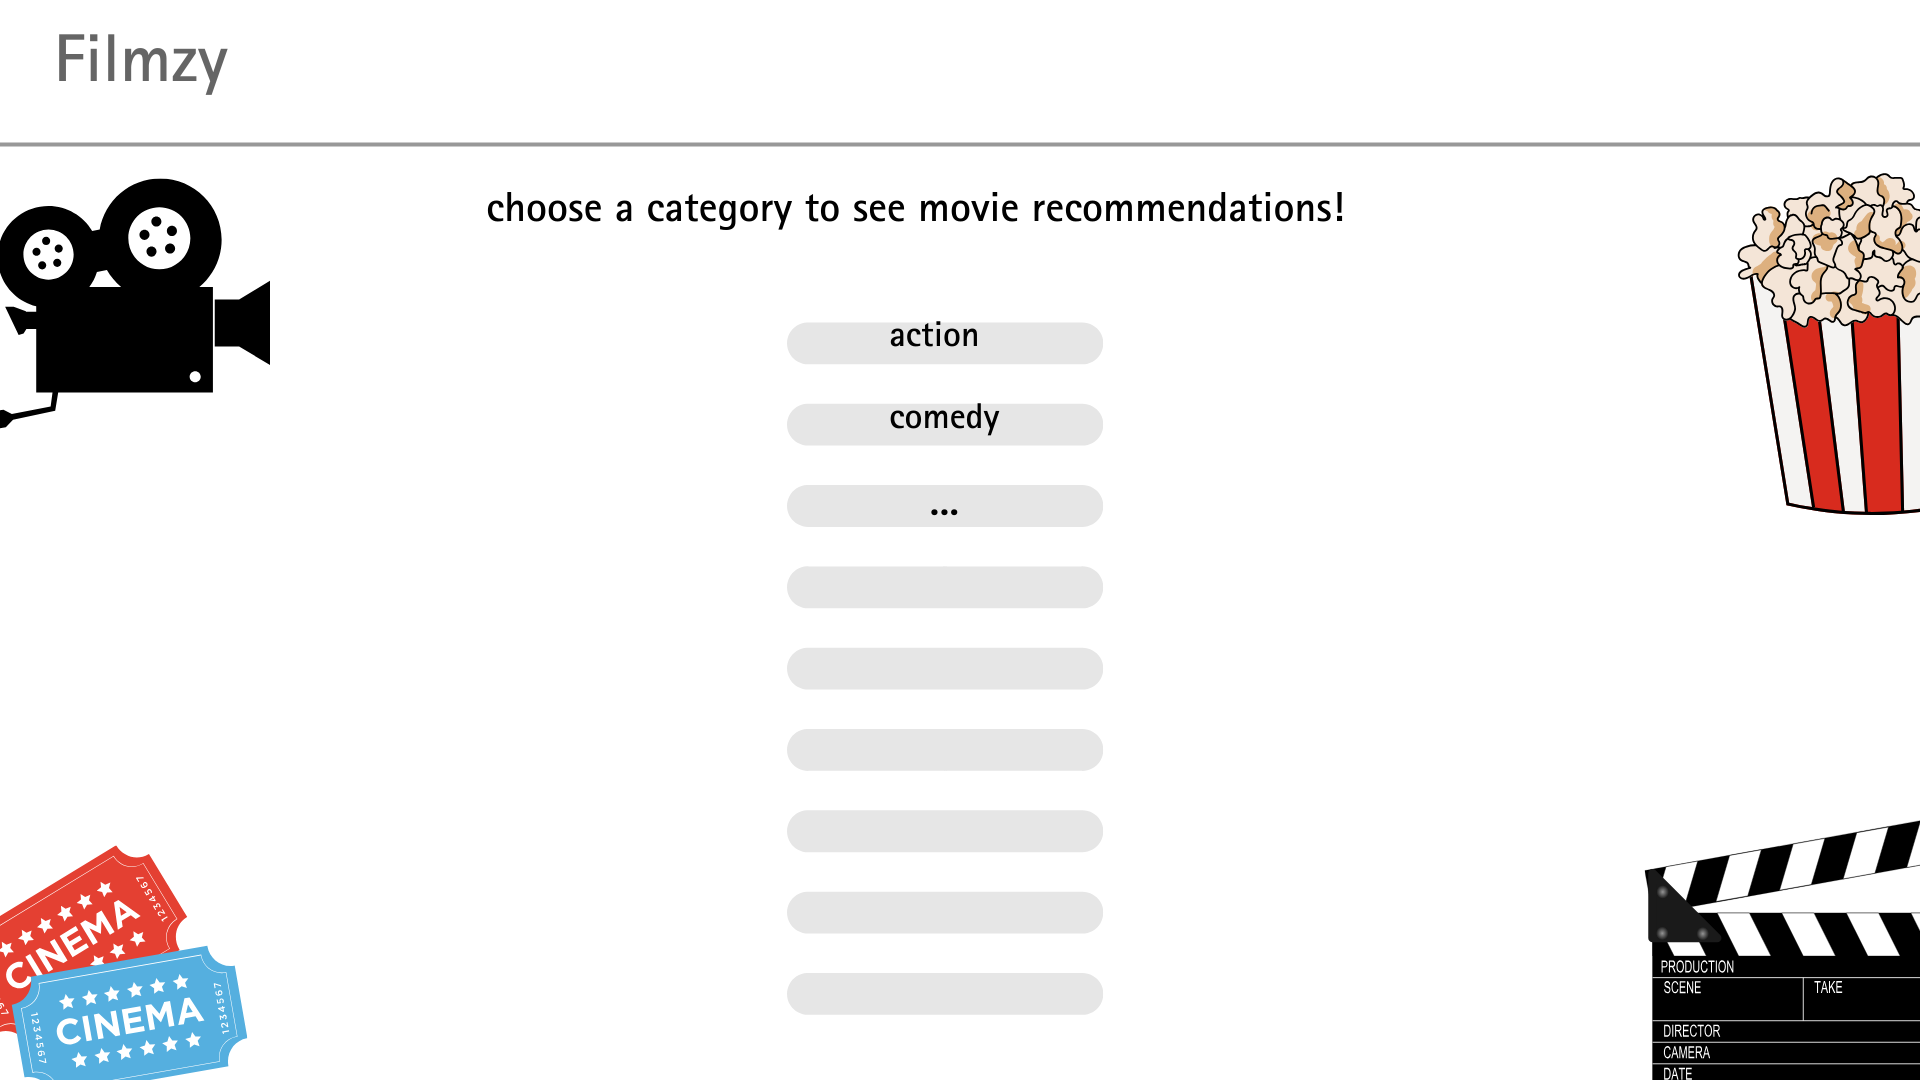 Filmzy
choose a category to see movie recommendations!
action
comedy
...
CINEMA
1234567
CINEMA
1234567
1234567
PRODUCTION
SCENE
TAKE
DIRECTOR
CAMERA
DATE